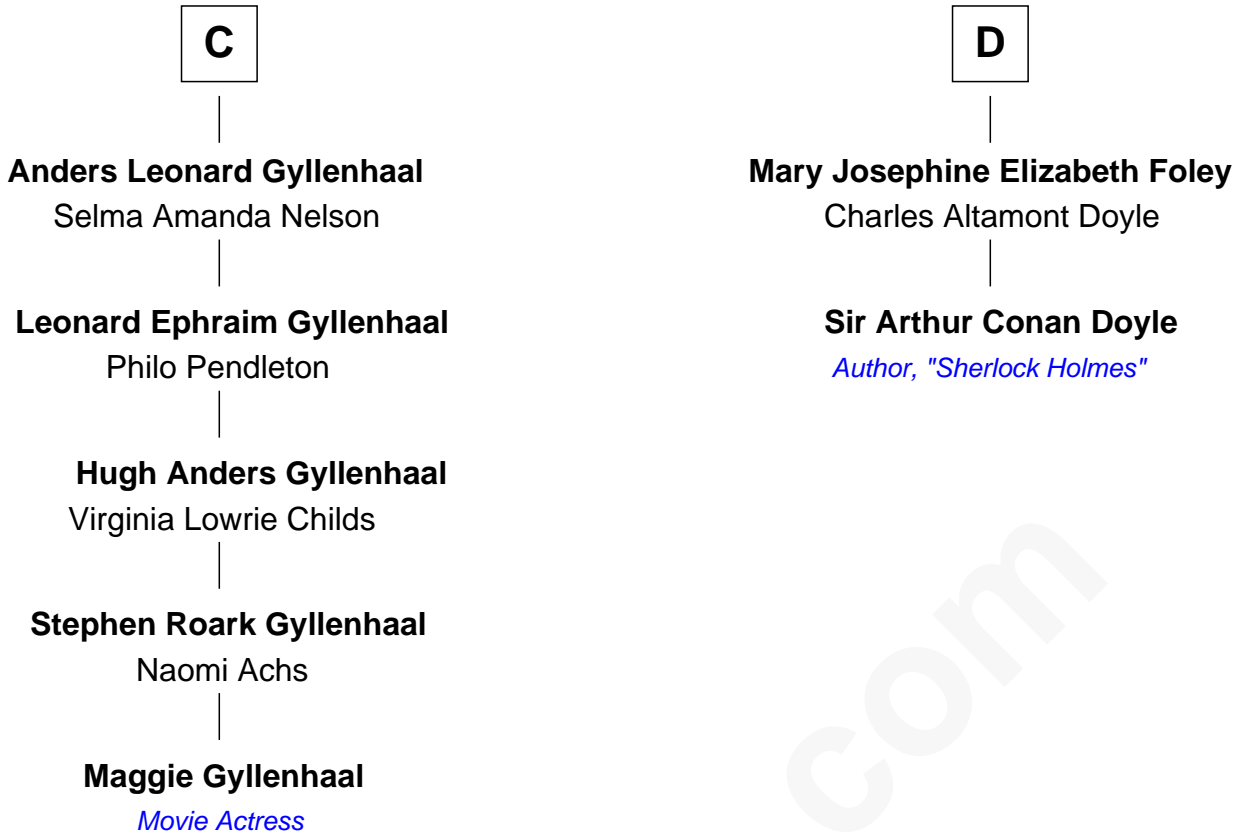 C
Anders Leonard Gyllenhaal
Selma Amanda Nelson
Leonard Ephraim Gyllenhaal
Philo Pendleton
Hugh Anders Gyllenhaal
Virginia Lowrie Childs
Stephen Roark Gyllenhaal
Naomi Achs
Maggie Gyllenhaal
Movie Actress
D
Mary Josephine Elizabeth Foley
Charles Altamont Doyle
Sir Arthur Conan Doyle
Author, "Sherlock Holmes"
com